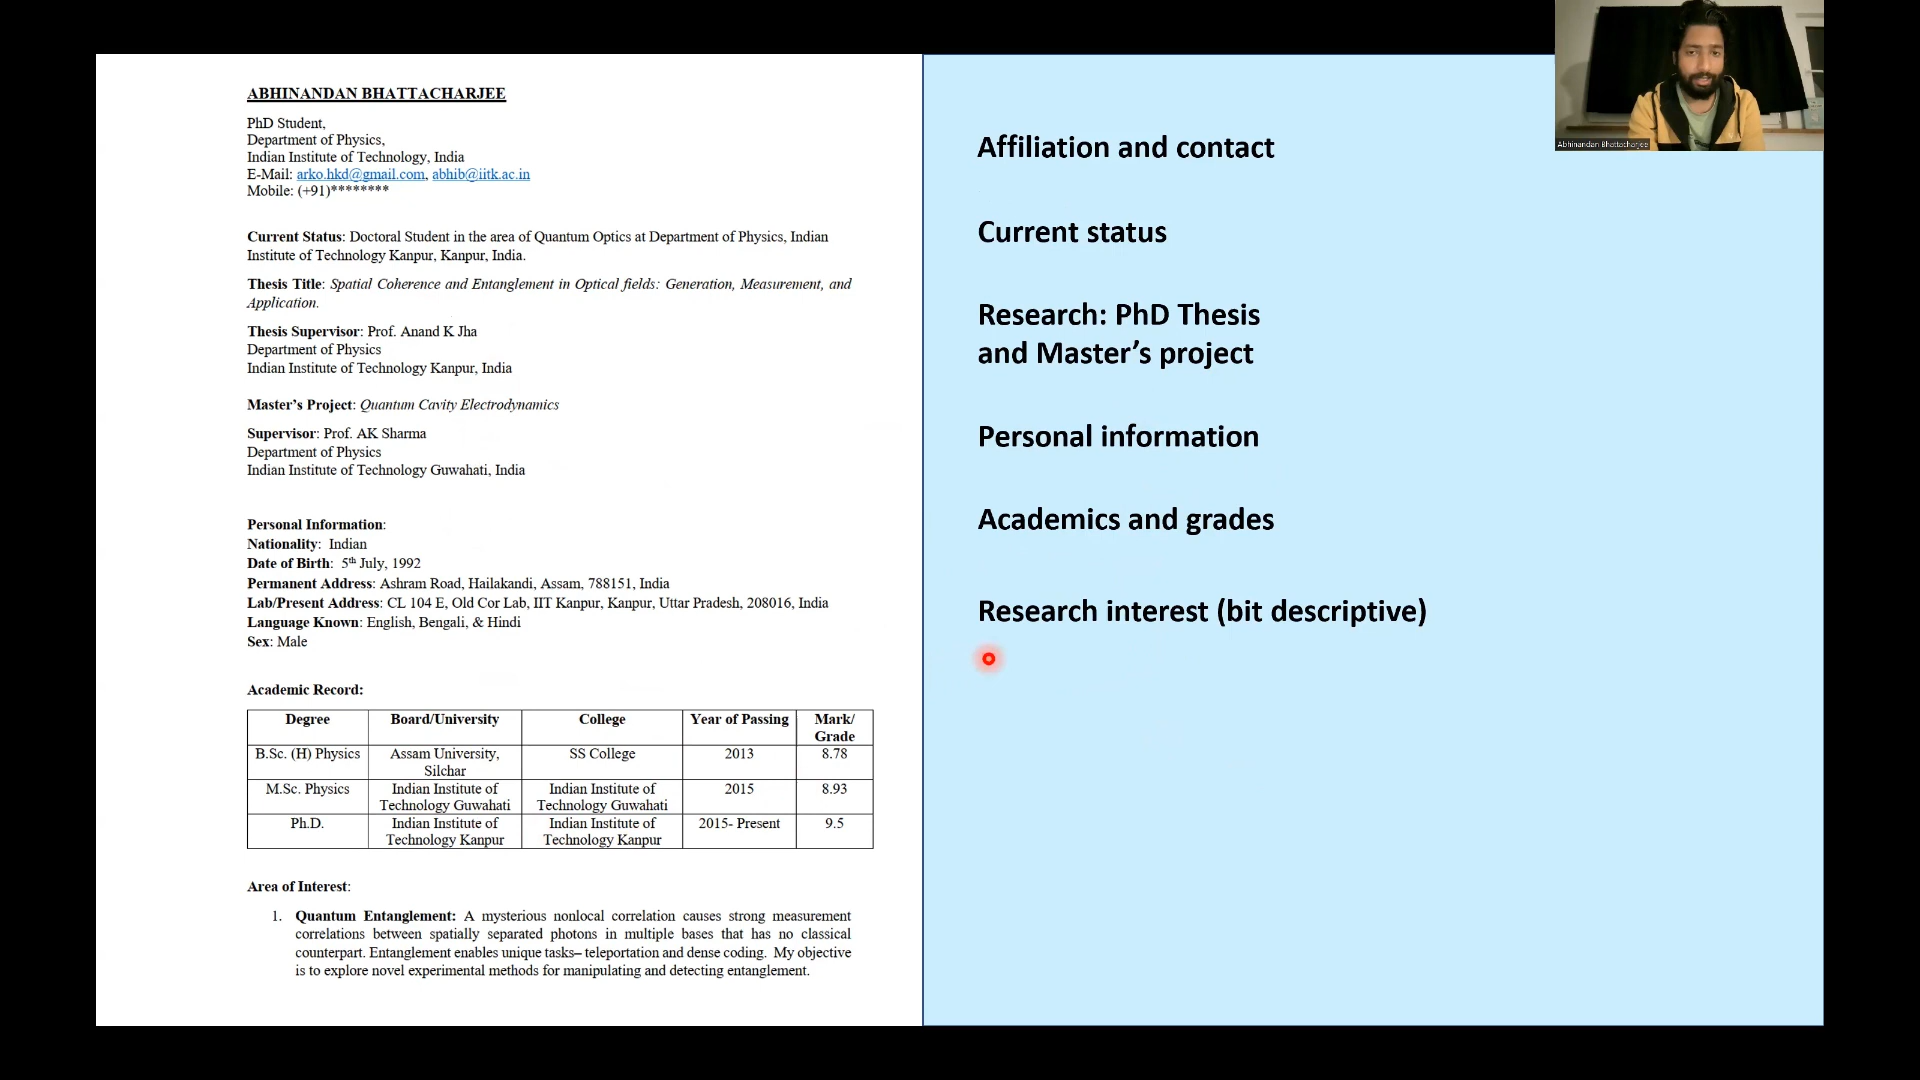 ABHINANDAN BHATTACHARJEE
PhD Student,
Department of Physics,
Indian Institute of Technology, India
E-Mail: arko.hkd@gmail.com, abhib@iitk.ac.in
Mobile: (+91)********
Current Status: Doctoral Student in the area of Quantum Optics at Department of Physics, Indian
Institute of Technology Kanpur, Kanpur, India.
Thesis Title: Spatial Coherence and Entanglement in Optical fields: Generation, Measurement, and
Application.
Thesis Supervisor: Prof. Anand K Jha
Department of Physics
Indian Institute of Technology Kanpur, India
Master’s Project: Quantum Cavity Electrodynamics
Supervisor: Prof. AK Sharma
Department of Physics
Indian Institute of Technology Guwahati, India
Personal Information:
Nationality: Indian
Date of Birth: 5th July, 1992
Permanent Address: Ashram Road, Hailakandi, Assam, 788151, India
Lab/Present Address: CL 104 E, Old Cor Lab, IIT Kanpur, Kanpur, Uttar Pradesh, 208016, India
Language Known: English, Bengali, & Hindi
Sex: Male
Academic Record:
Degree Board/University College Year of Passing Mark/
Grade
B.Sc. (H) Physics Assam University, SS College 2013 8.78
Silchar
M.Sc. Physics Indian Institute of Indian Institute of 2015 8.93
Technology Guwahati Technology Guwahati
Ph.D. Indian Institute of Indian Institute of 2015- Present 9.5
Technology Kanpur Technology Kanpur
Area of Interest:
1. Quantum Entanglement: A mysterious nonlocal correlation causes strong measurement
correlations between spatially separated photons in multiple bases that has no classical
counterpart. Entanglement enables unique tasks– teleportation and dense coding. My objective
is to explore novel experimental methods for manipulating and detecting entanglement.
Affiliation and contact
Current status
Research: PhD Thesis
and Master’s project
Personal information
Academics and grades
Research interest (bit descriptive)
Abhinandan Bhattacharjee